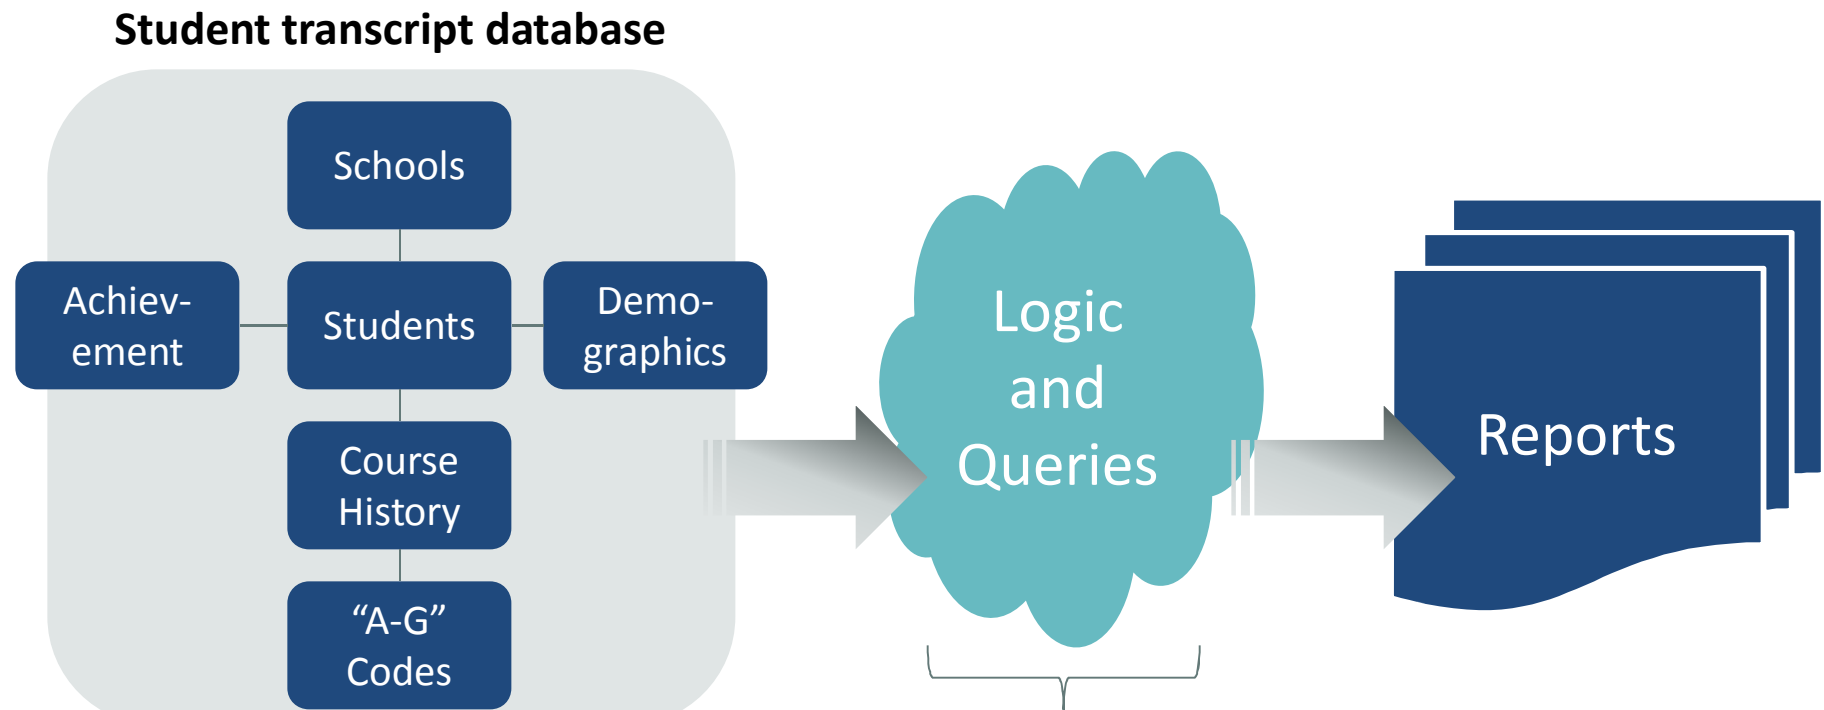 Student transcript database
Schools
Achiev-
ement
Students
Demo-
graphics
Course
History
“A-G”
Codes
Logic
and
Queries
Reports